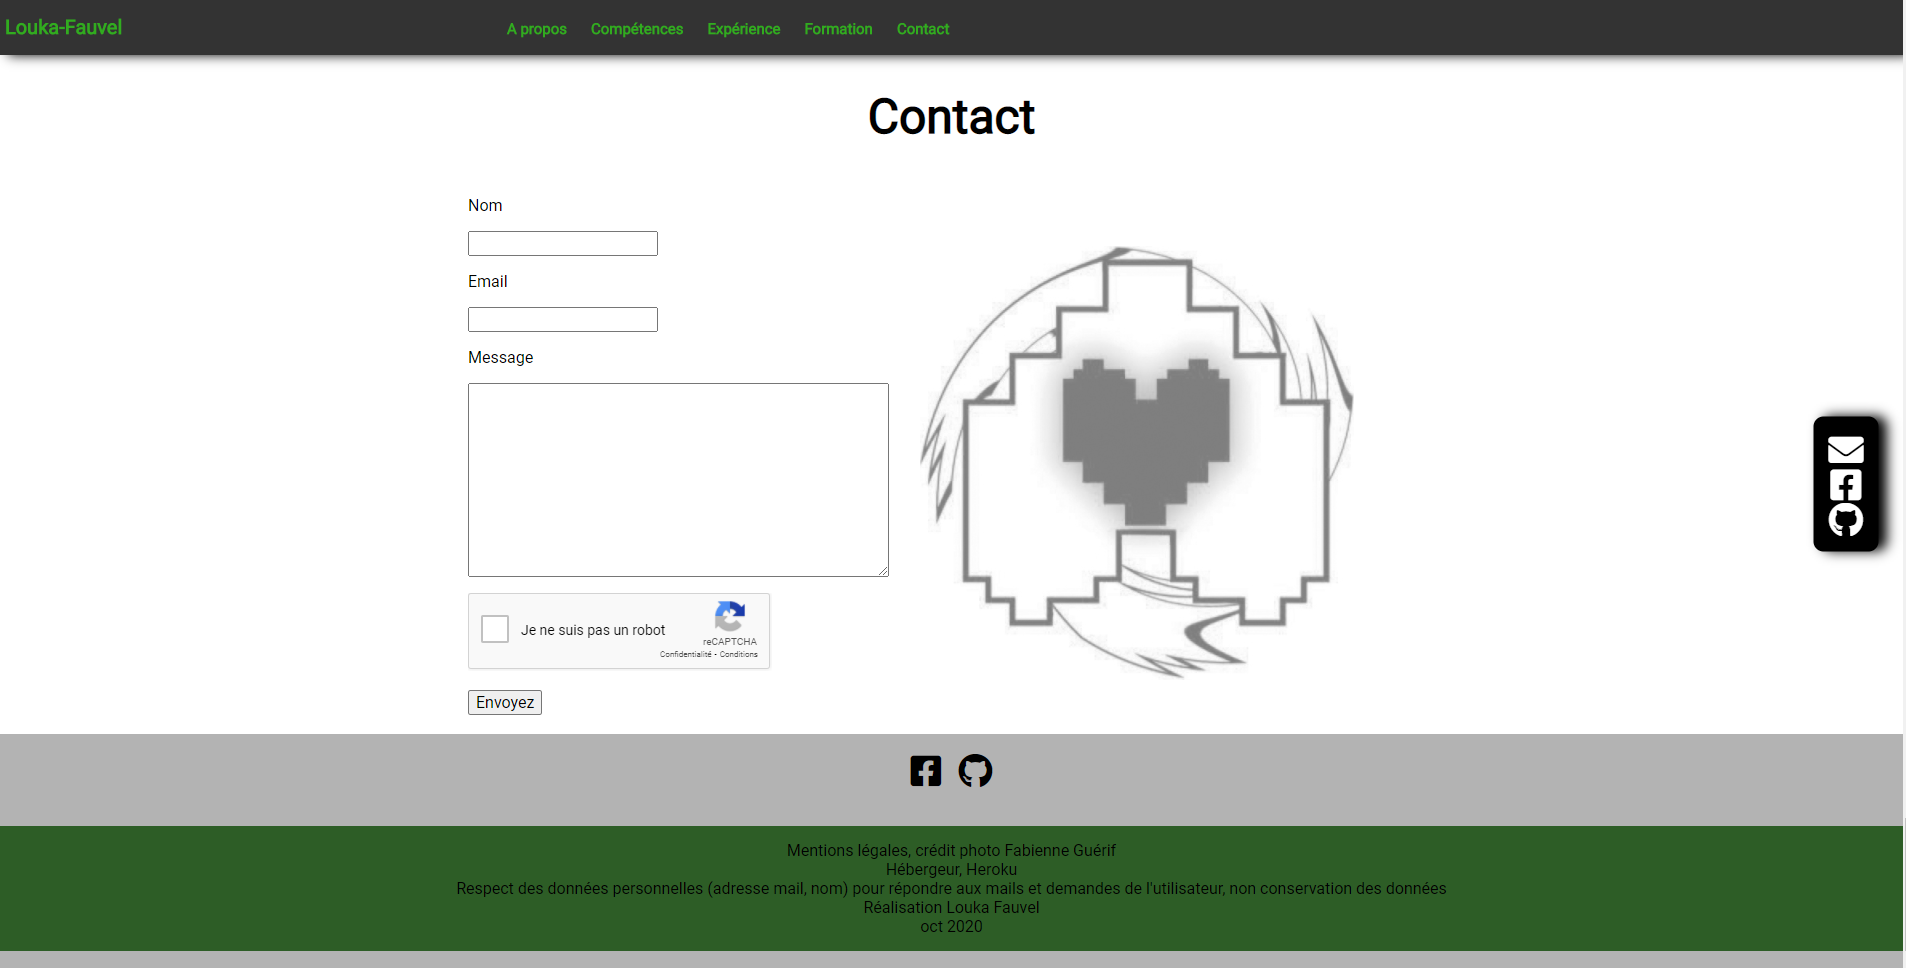 Louka-Fauvel
A propos Compétences Expérience Formation Contact
Contact
Nom
Email
Message
Je ne suis pas un robot
reCAPTCHA
Confidentialité - Conditions
Envoyez
Mentions légales, crédit photo Fabienne Guérif
Hébergeur, Heroku
Respect des données personnelles (adresse mail, nom) pour répondre aux mails et demandes de l'utilisateur, non conservation des données
Réalisation Louka Fauvel
oct 2020